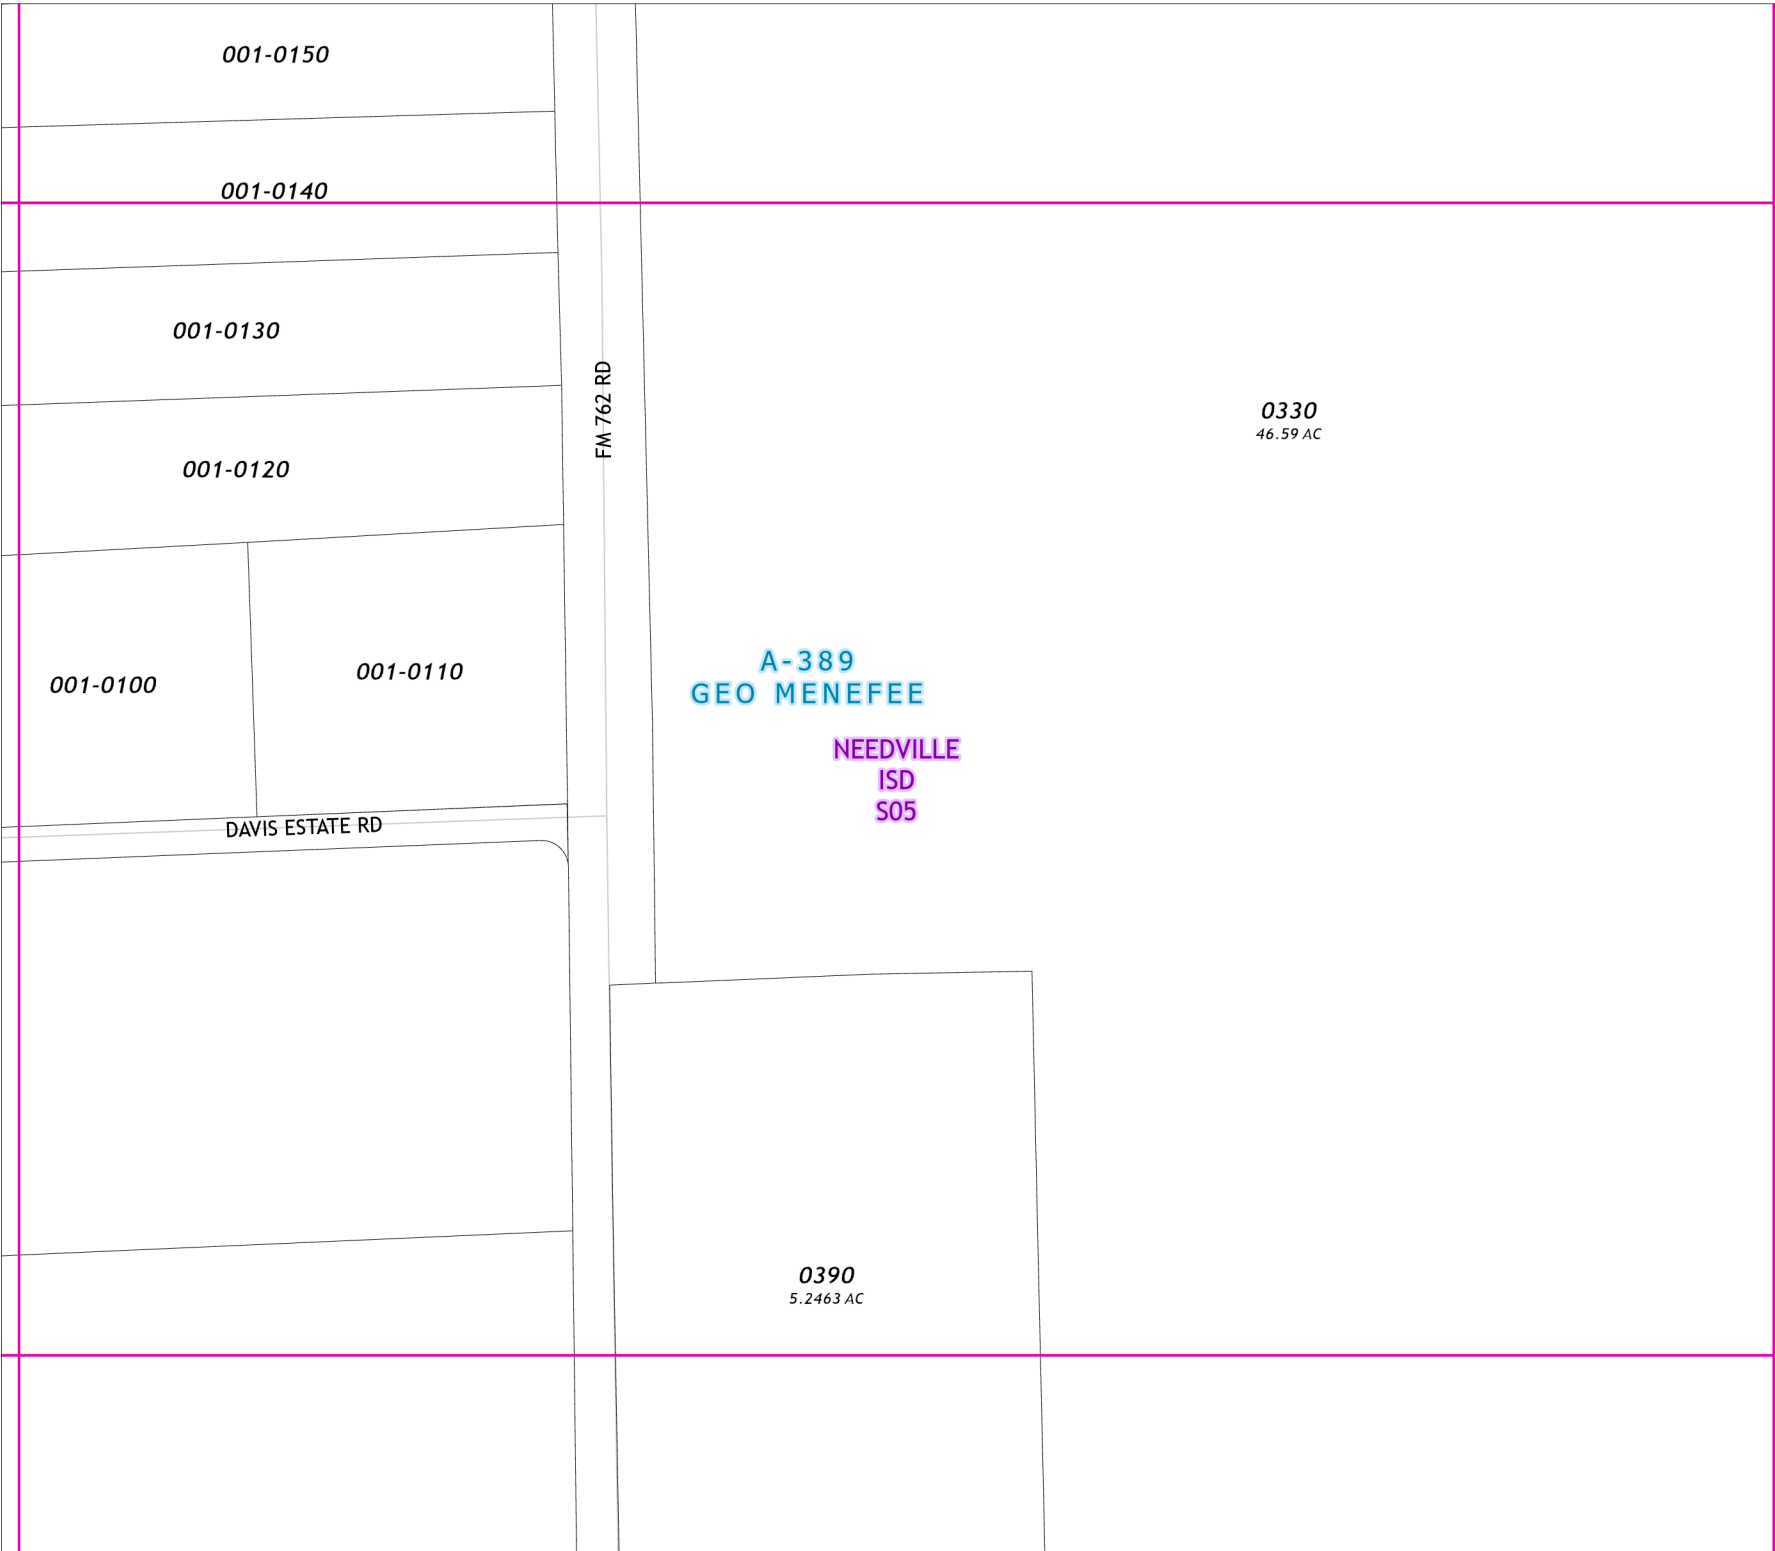 001-0150
001-0140
001-0130
FM 762 RD
0330
46.59 AC
001-0120
001-0100
001-0110
A-389
GEO MENEFEE
NEEDVILLE
ISD
S05
DAVIS ESTATE RD
0390
5.2463 AC